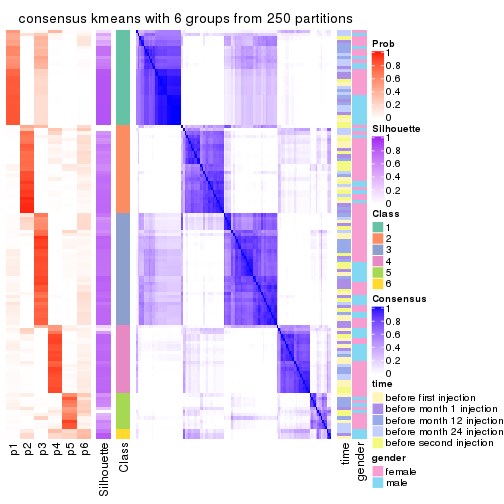 consensus kmeans with 6 groups from 250 partitions
Prob
1
0.8
0.6
0.4
0.2
0
Silhouette
1
0.8
0.6
0.4
0.2
0
Class
1
2
3
4
5
6
Consensus
1
0.8
0.6
0.4
0.2
0
time
before first injection
before month 1 injection
before month 12 injection
before month 24 injection
before second injection
gender
female
male
p1
p2
p3
p4
p5
p6
Silhouette
Class
time
gender